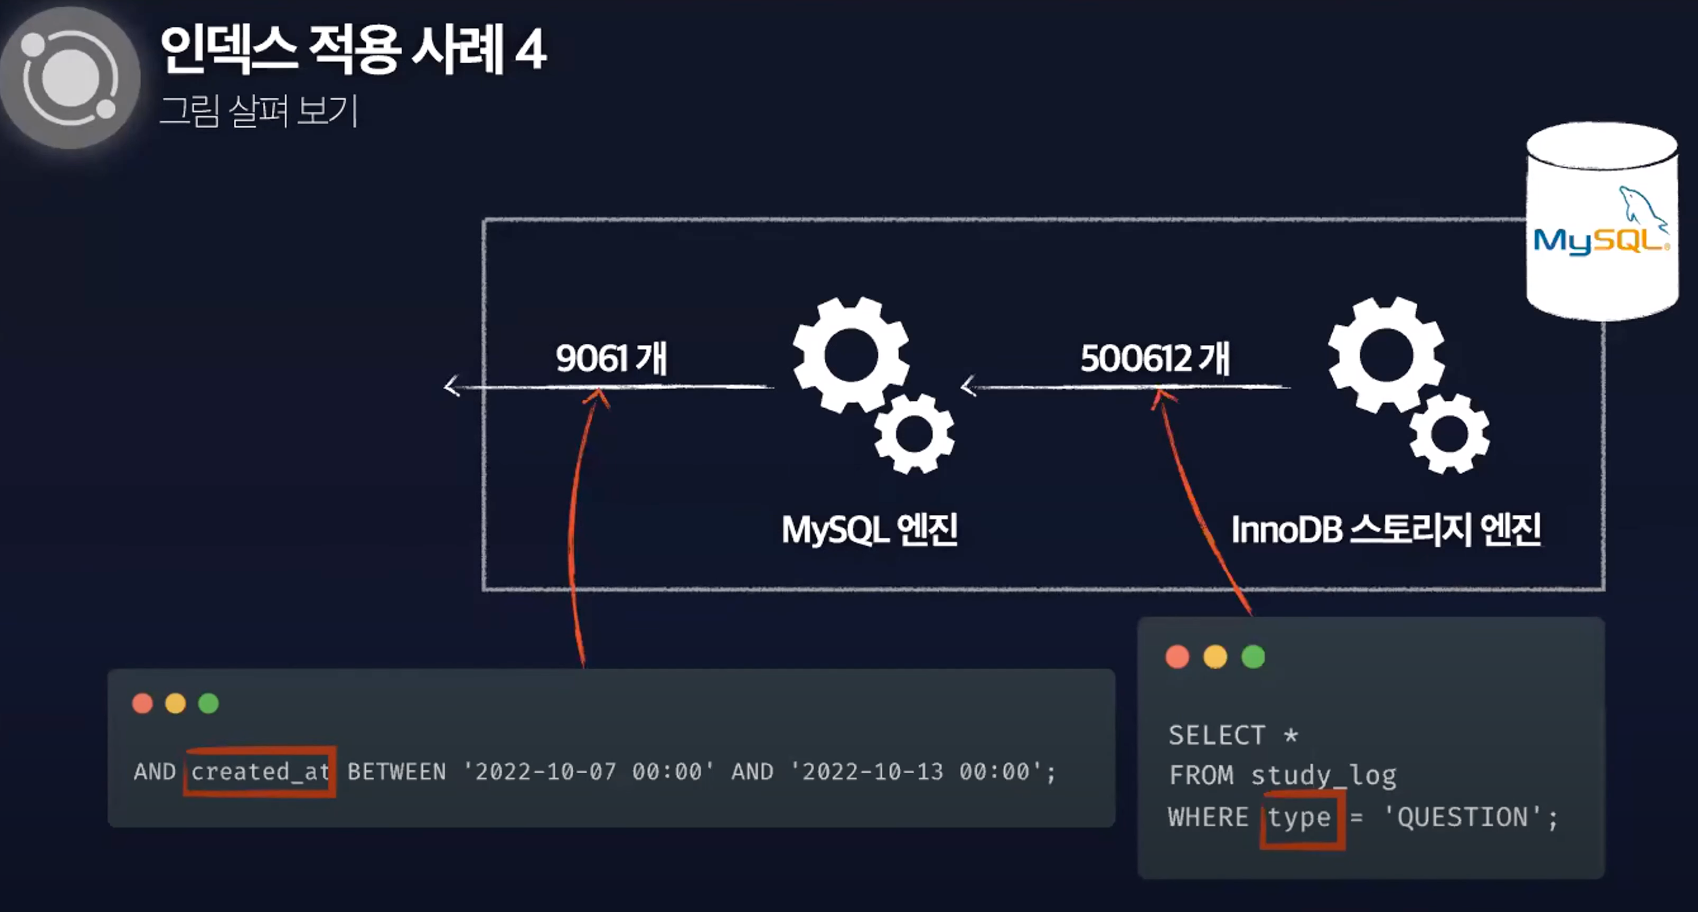 인덱스 적용 사례 4
그림 살펴 보기
MySQL
9061 개
500612 개
MySQL 엔진
InnoDB 스토리지 엔진
AND created_at BETWEEN '2022-10-07 00:00' AND '2022-10-13 00:00';
SELECT *
FROM study_log
WHERE type = 'QUESTION';